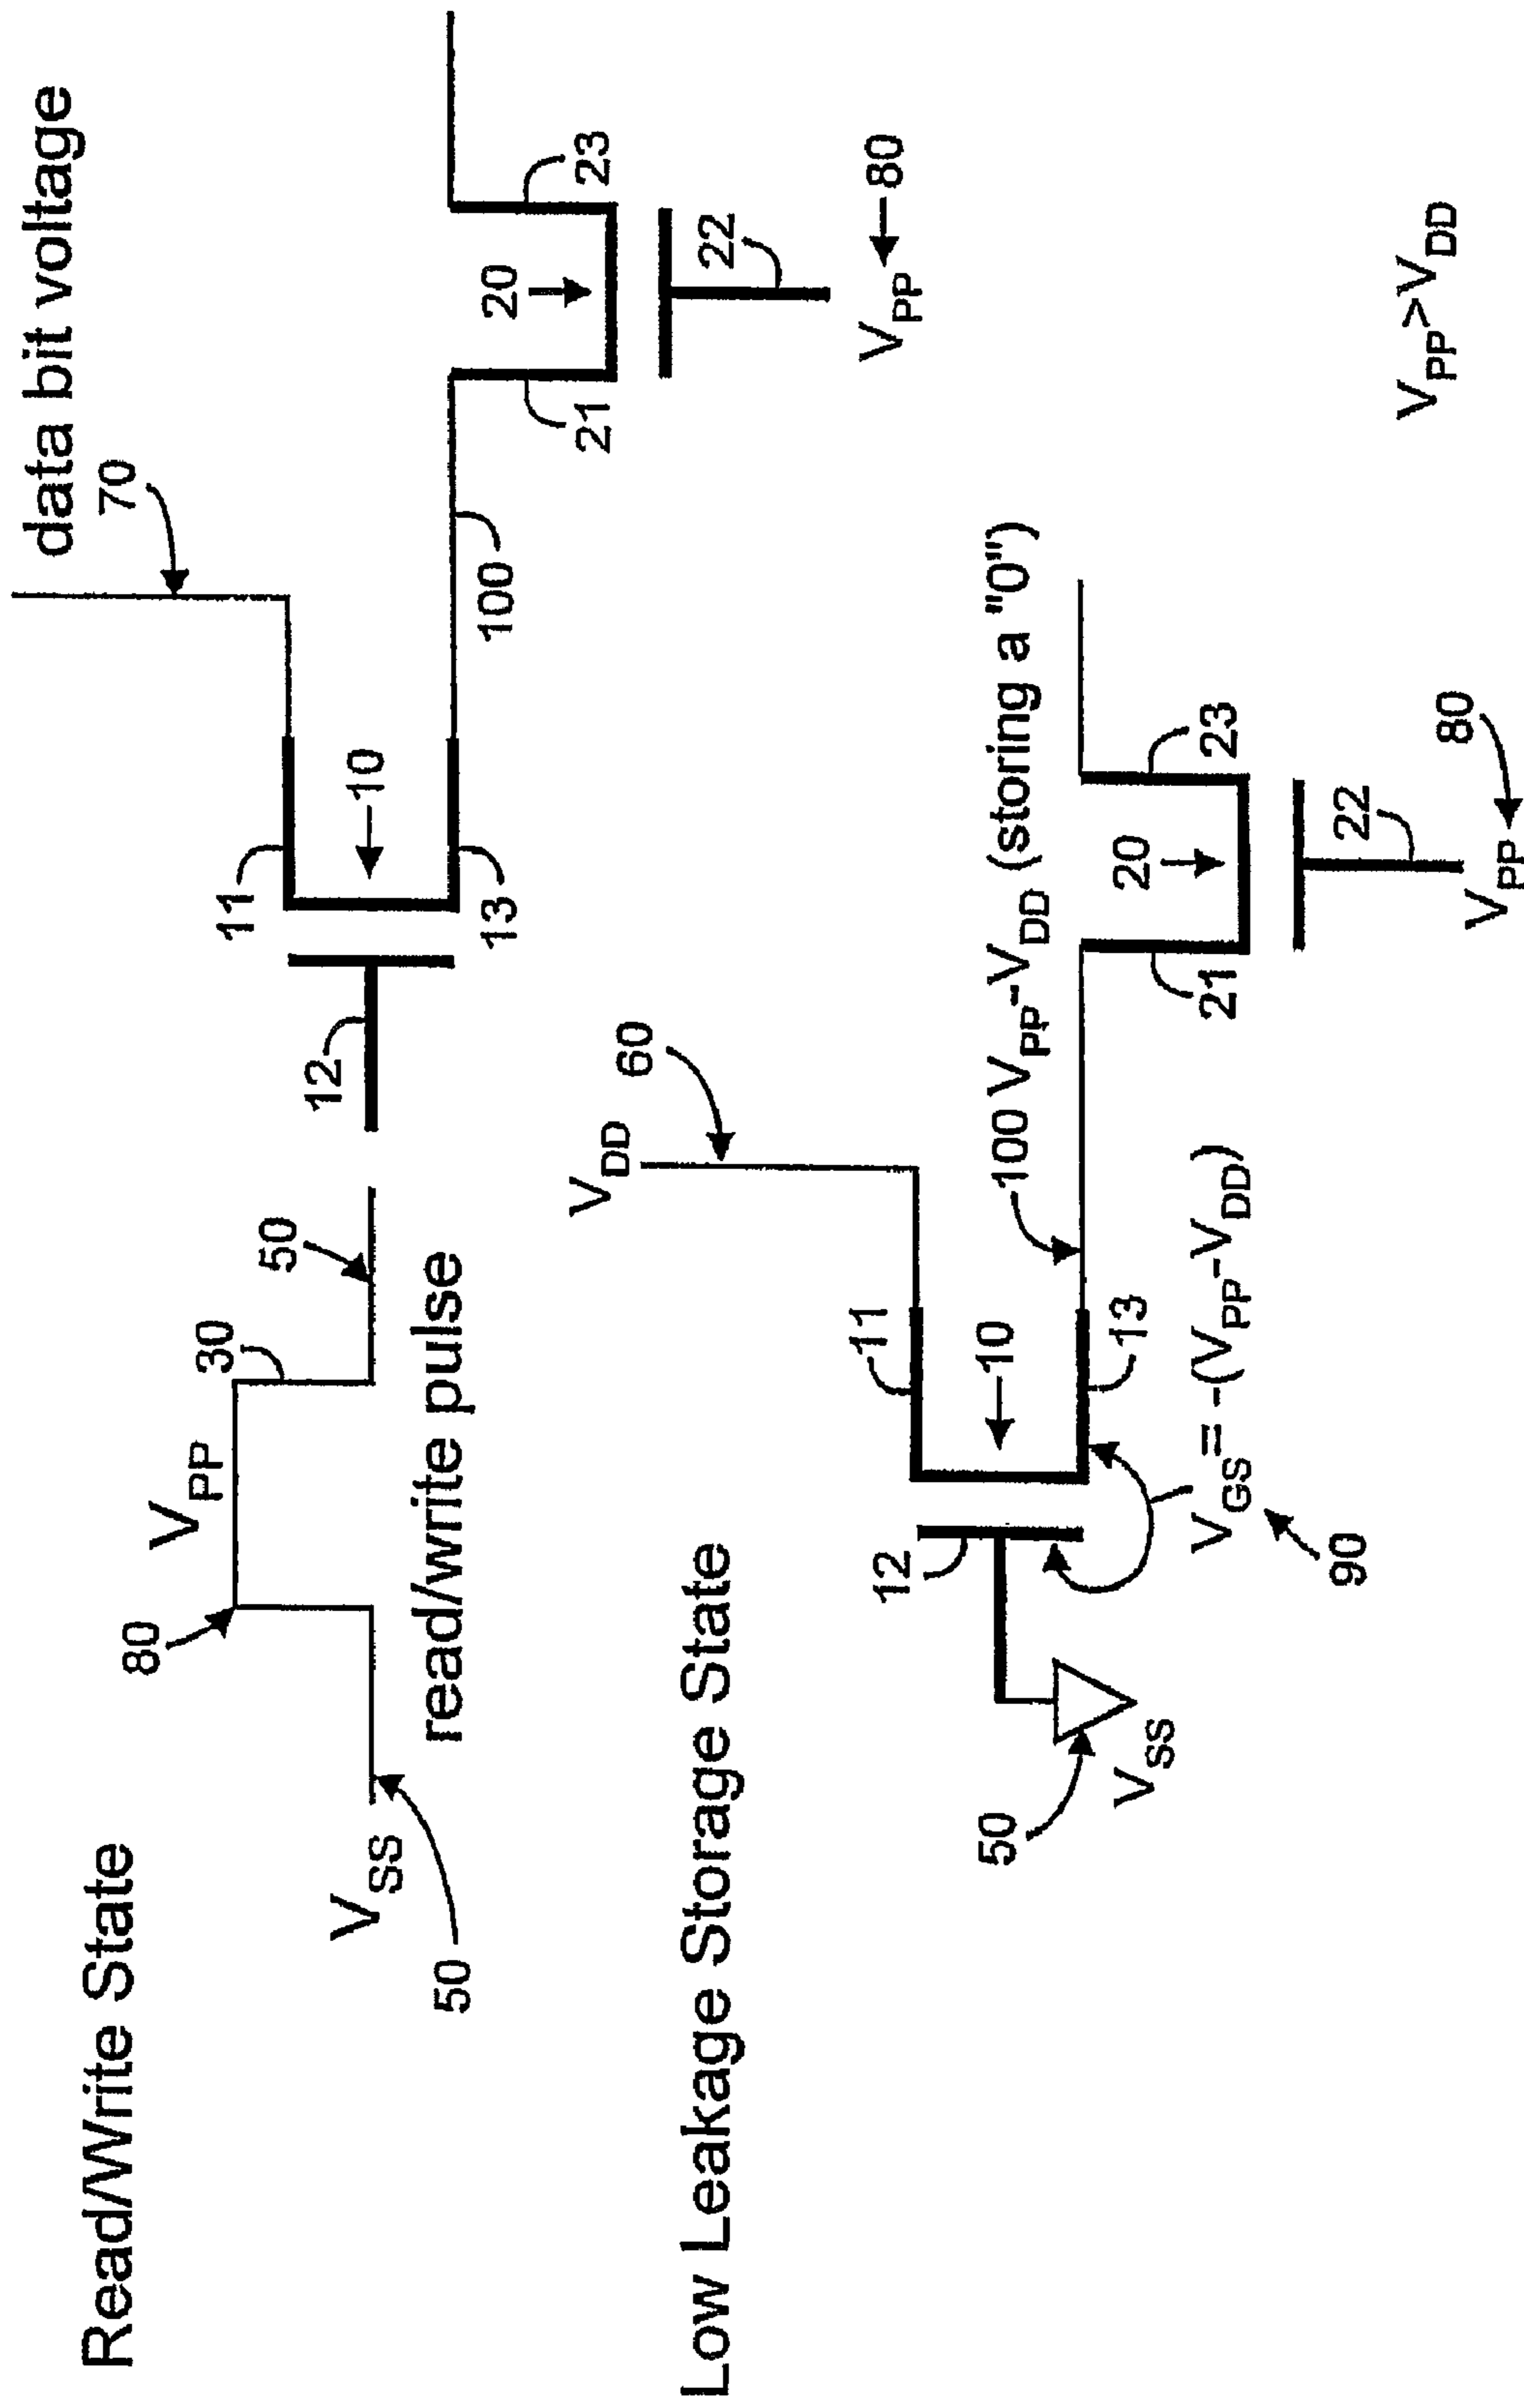 Read/Write State
data bit voltage
70
80
V_PP
30
11
50
12
10
V_SS
50
read/write pulse
13
100
20
21
23
22
V_PP
80
Low Leakage Storage State
V_DD
60
11
12
10
50
V_SS
100 V_PP-V_DD (storing a "0")
13
V_GS = -(V_PP-V_DD)
90
20
21
23
22
V_PP
80
V_PP>V_DD